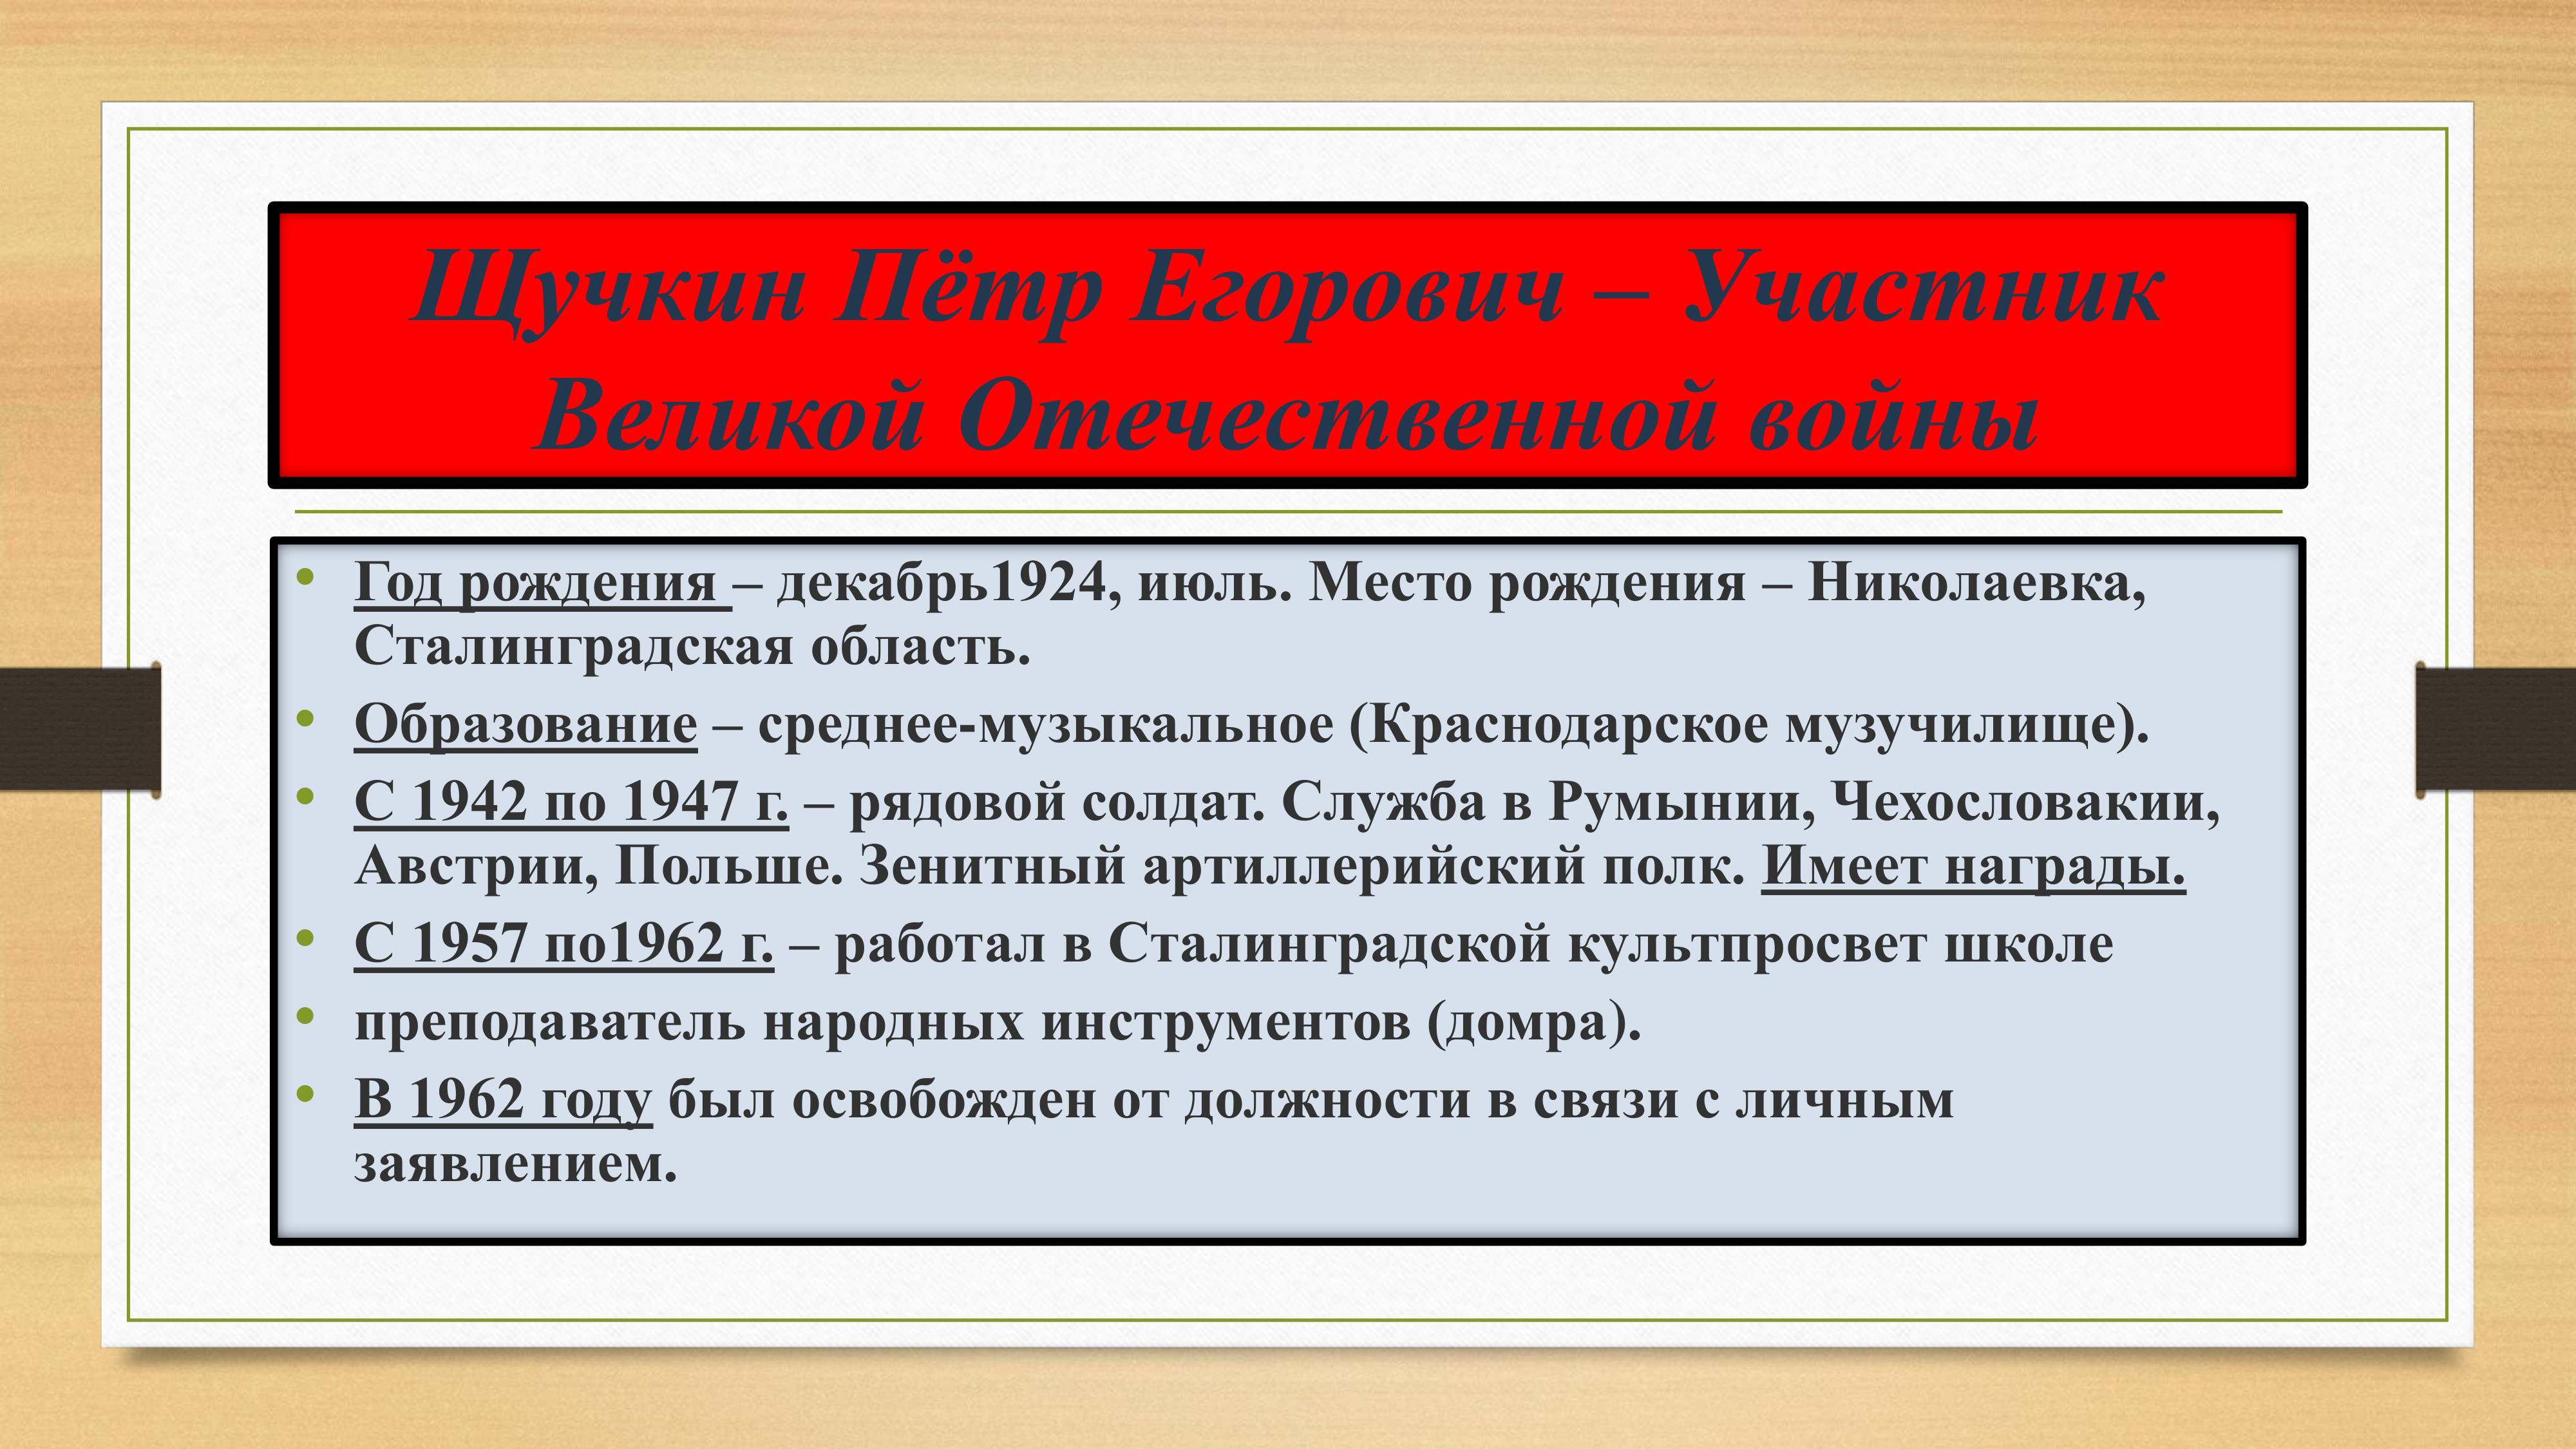 Щучкин Пётр Егорович – Участник
Великой Отечественной войны
• Год рождения – декабрь1924, июль. Место рождения – Николаевка,
Сталинградская область.
• Образование – среднее-музыкальное (Краснодарское музучилище).
• С 1942 по 1947 г. – рядовой солдат. Служба в Румынии, Чехословакии,
Австрии, Польше. Зенитный артиллерийский полк. Имеет награды.
• С 1957 по1962 г. – работал в Сталинградской культпросвет школе
• преподаватель народных инструментов (домра).
• В 1962 году был освобожден от должности в связи с личным
заявлением.